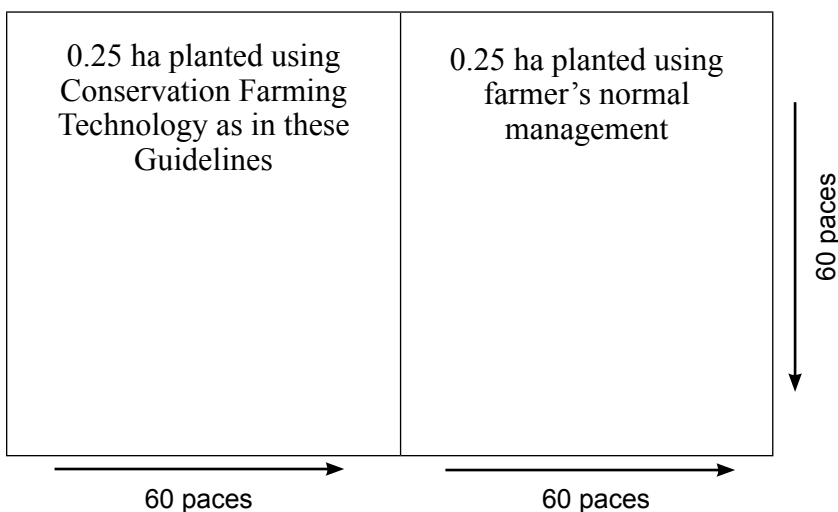 0.25 ha planted using
Conservation Farming
Technology as in these
Guidelines
0.25 ha planted using
farmer's normal
management
60 paces
60 paces
60 paces